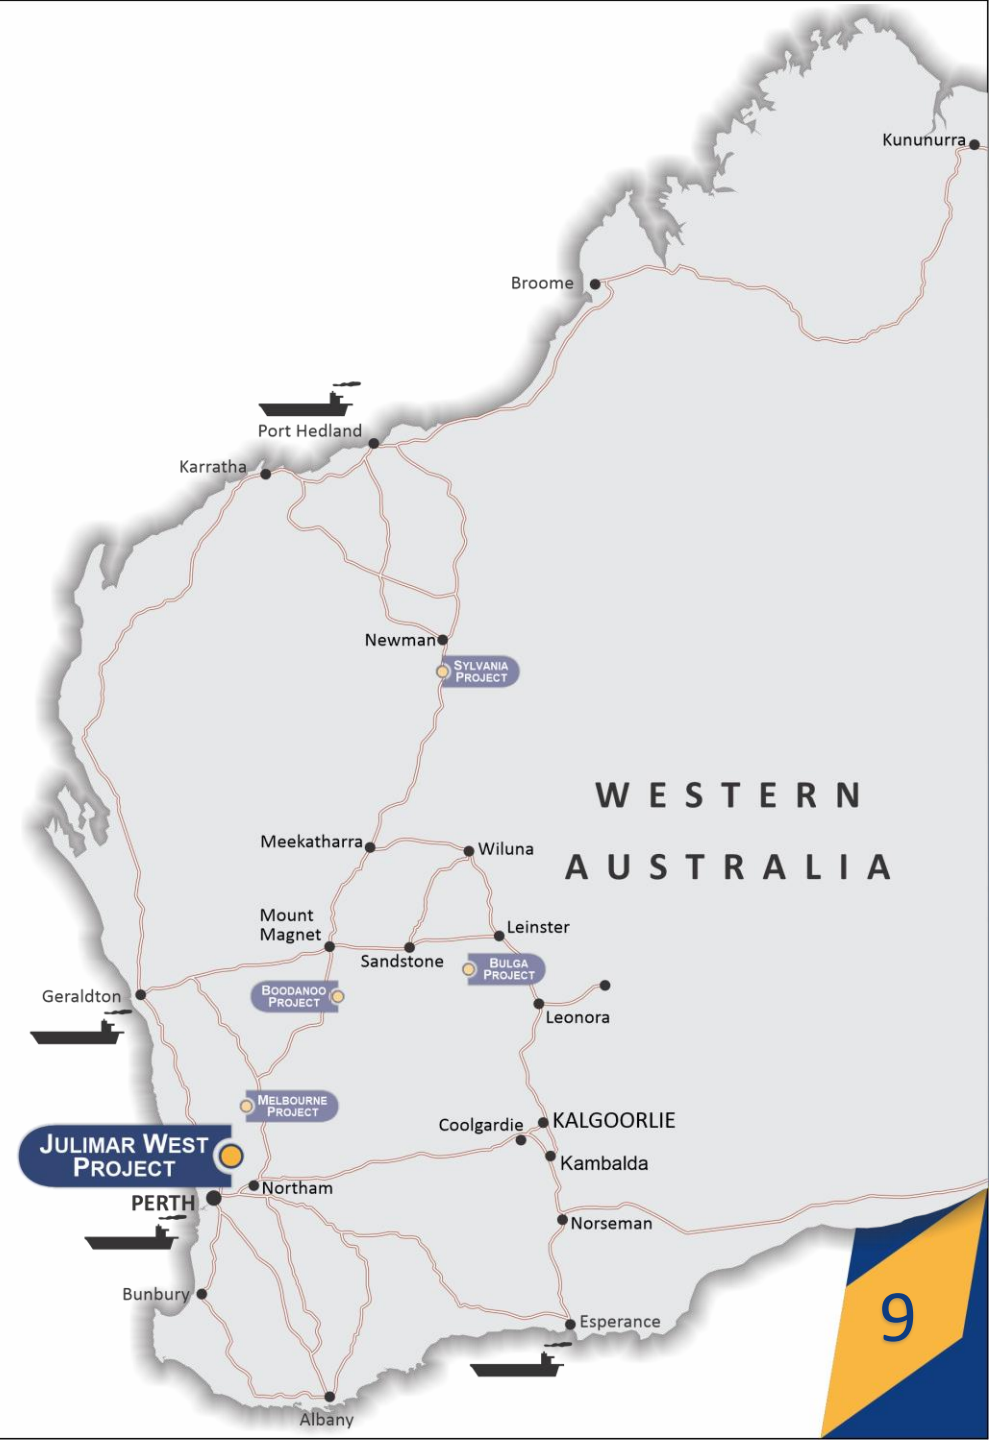 Kununurra
Broome
Port Hedland
Karratha
Newman
SYLVANIA
PROJECT
WESTERN
AUSTRALIA
Meekatharra
Wiluna
Mount
Magnet
Leinster
Sandstone
BULGA
PROJECT
BOODANOO
PROJECT
Geraldton
Leonora
MELBOURNE
PROJECT
Coolgardie
KALGOORLIE
JULIMAR WEST
PROJECT
Kambalda
Northam
PERTH
Norseman
Bunbury
Esperance
9
Albany